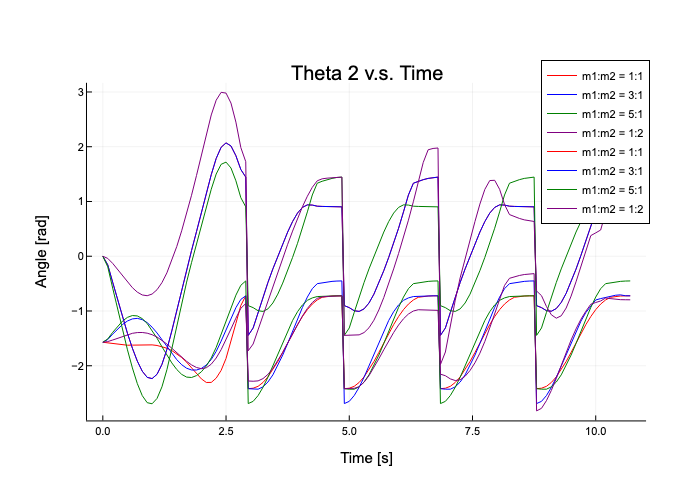 Theta 2 v.s. Time
m1:m2 = 1:1
m1:m2 = 3:1
m1:m2 = 5:1
m1:m2 = 1:2
m1:m2 = 1:1
m1:m2 = 3:1
m1:m2 = 5:1
m1:m2 = 1:2
Angle [rad]
3
2
1
0
−1
−2
0.0 2.5 5.0 7.5 10.0
Time [s]